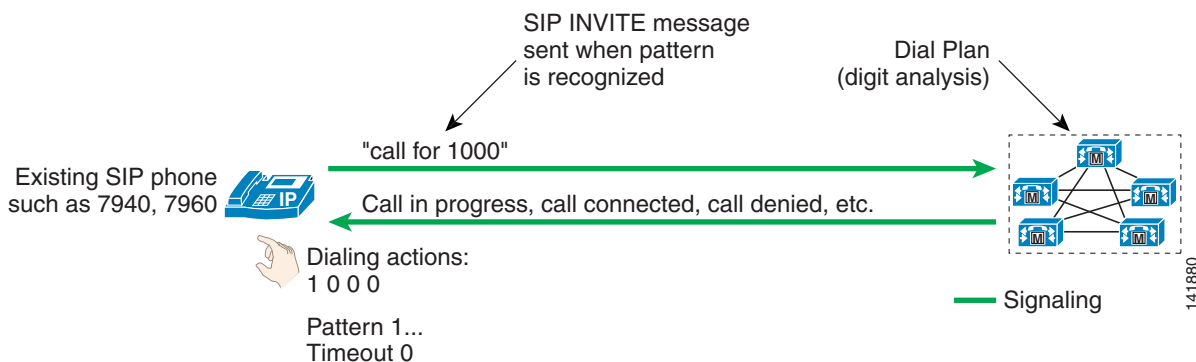 SIP INVITE message
sent when pattern
is recognized
Dial Plan
(digit analysis)
"call for 1000"
Existing SIP phone
such as 7940, 7960
IP
Call in progress, call connected, call denied, etc.
M
M
M
M
M
Dialing actions:
1 0 0 0
Pattern 1...
Timeout 0
Signaling
141880